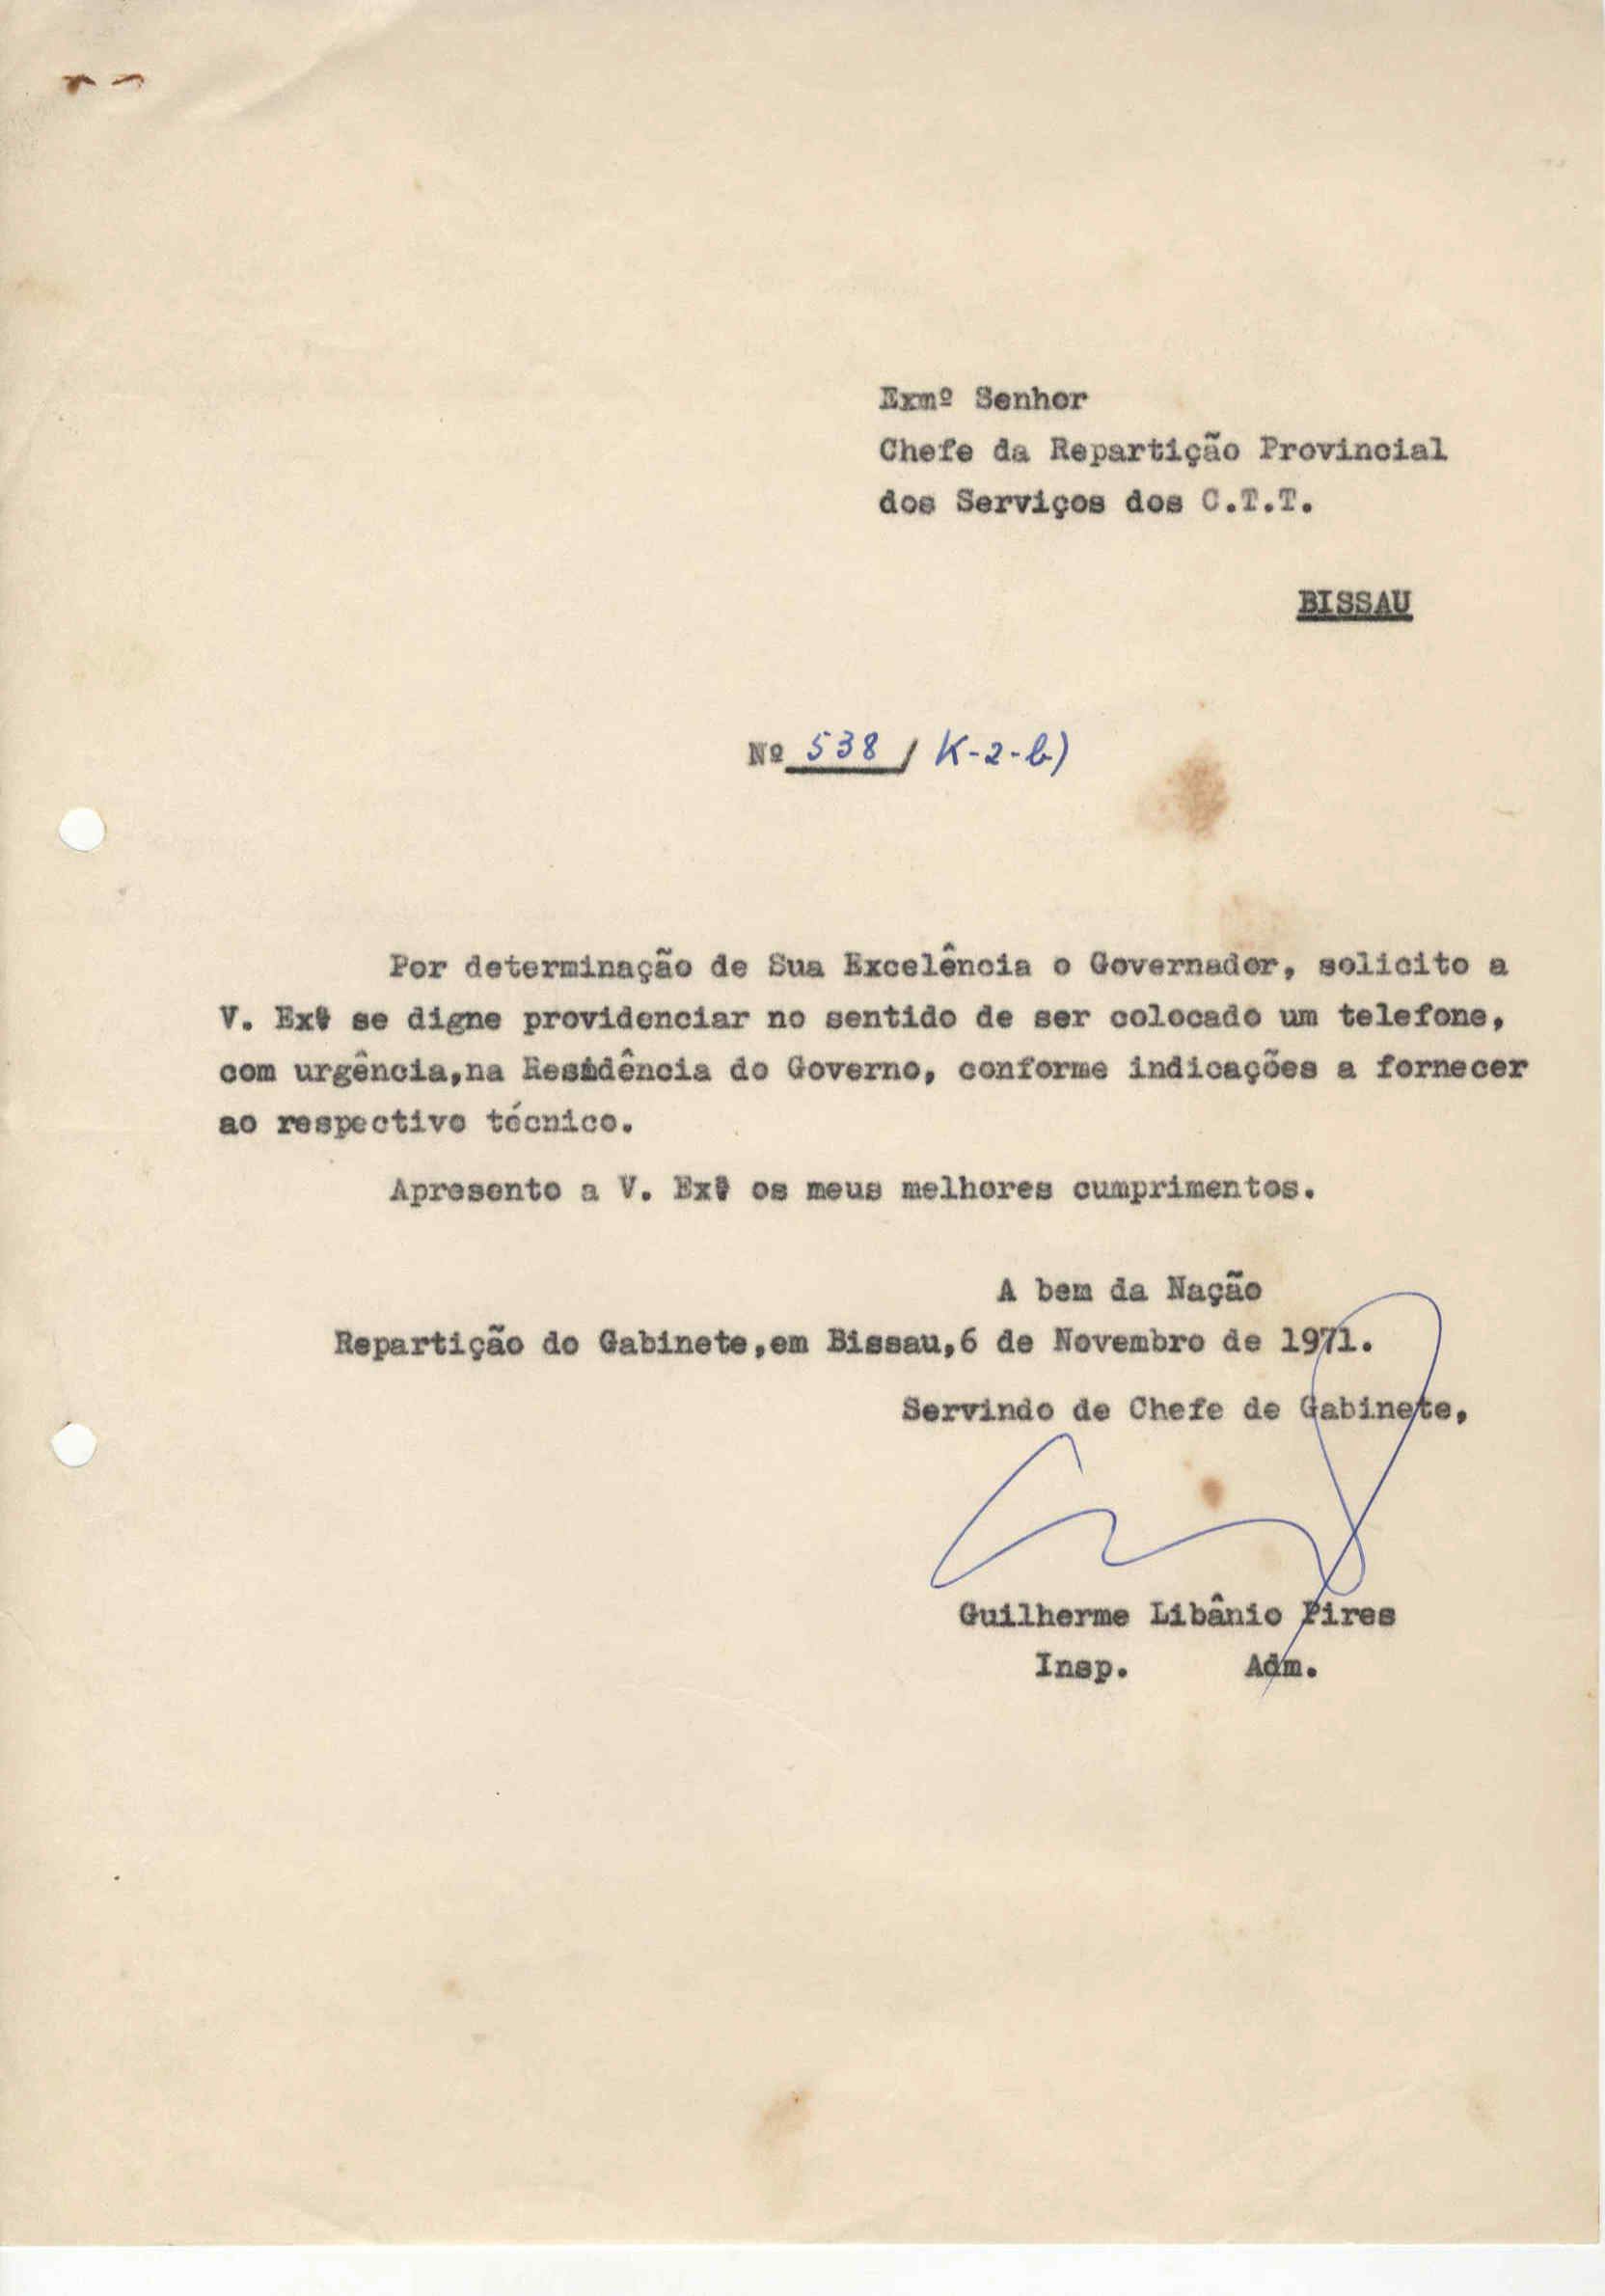 Exmº Senhor
Chefe da Repartição Provincial
dos Serviços dos C.T.T.
BISSAU
Nº 538 / K-2-b)
Por determinação de Sua Excelência o Governador, solicito a
V. Exª se digne providenciar no sentido de ser colocado um telefone,
com urgência,na Residência do Governo, conforme indicações a fornecer
ao respectivo técnico.
Apresento a V. Exª os meus melhores cumprimentos.
A bem da Nação
Repartição do Gabinete,em Bissau,6 de Novembro de 1971.
Servindo de Chefe de Gabinete,
Guilherme Libânio Pires
Insp. Adm.